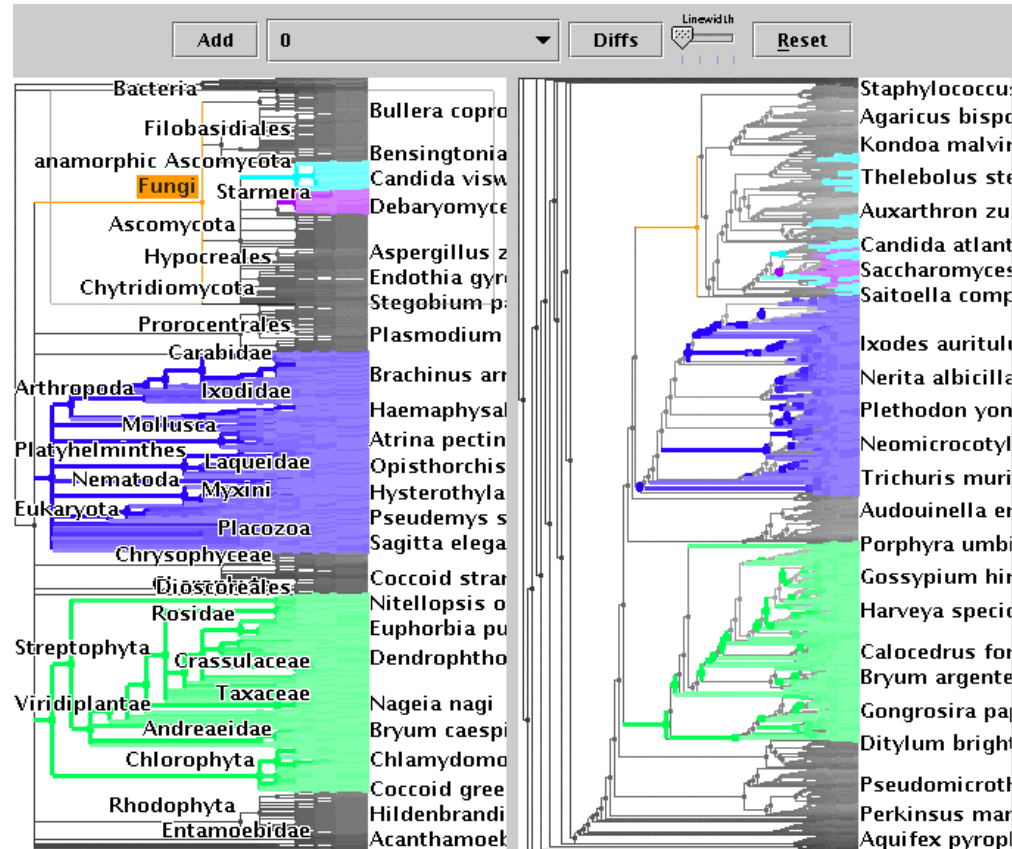 Linewidth
Add
0
Diffs
Reset
Bacteria
Filobasidiales
anamorphic Ascomycota
Fungi
Starmera
Ascomycota
Hypocreales
Chytridiomycota
Prorocentrales
Carabidae
Arthropoda
Ixodidae
Mollusca
Platyhelminthes
Laqueidae
Nematoda
Myxini
Eukaryota
Placozoa
Chrysophyceae
Dioscoreales
Rosidae
Streptophyta
Crassulaceae
Taxaceae
Viridiplantae
Andreaeidae
Chlorophyta
Rhodophyta
Entamoebidae
Bullera copro
Bensingtonia
Candida visw
Debaryomyce
Aspergillus z
Endothia gyr
Stegobium p
Plasmodium
Brachinus arr
Haemaphysal
Atrina pectin
Opisthorchis
Hysterothyla
Pseudemys s
Sagitta elega
Coccoid strar
Nitellopsis o
Euphorbia pu
Dendrophtho
Nageia nagi
Bryum caespi
Chlamydomo
Coccoid gree
Hildenbrandi
Acanthamoeb
Staphylococcus
Agaricus bispo
Kondoa malvir
Thelebolus ste
Auxarthron zu
Candida atlant
Saccharomyces
Saitoella comp
Ixodes auritulu
Nerita albicilla
Plethodon yon
Neomicrocotyl
Trichuris muri
Audouinella er
Porphyra umbi
Gossypium hir
Harveya specio
Calocedrus for
Bryum argente
Gongrosira pap
Ditylum bright
Pseudomicroth
Perkinsus mar
Aquifex pyropl